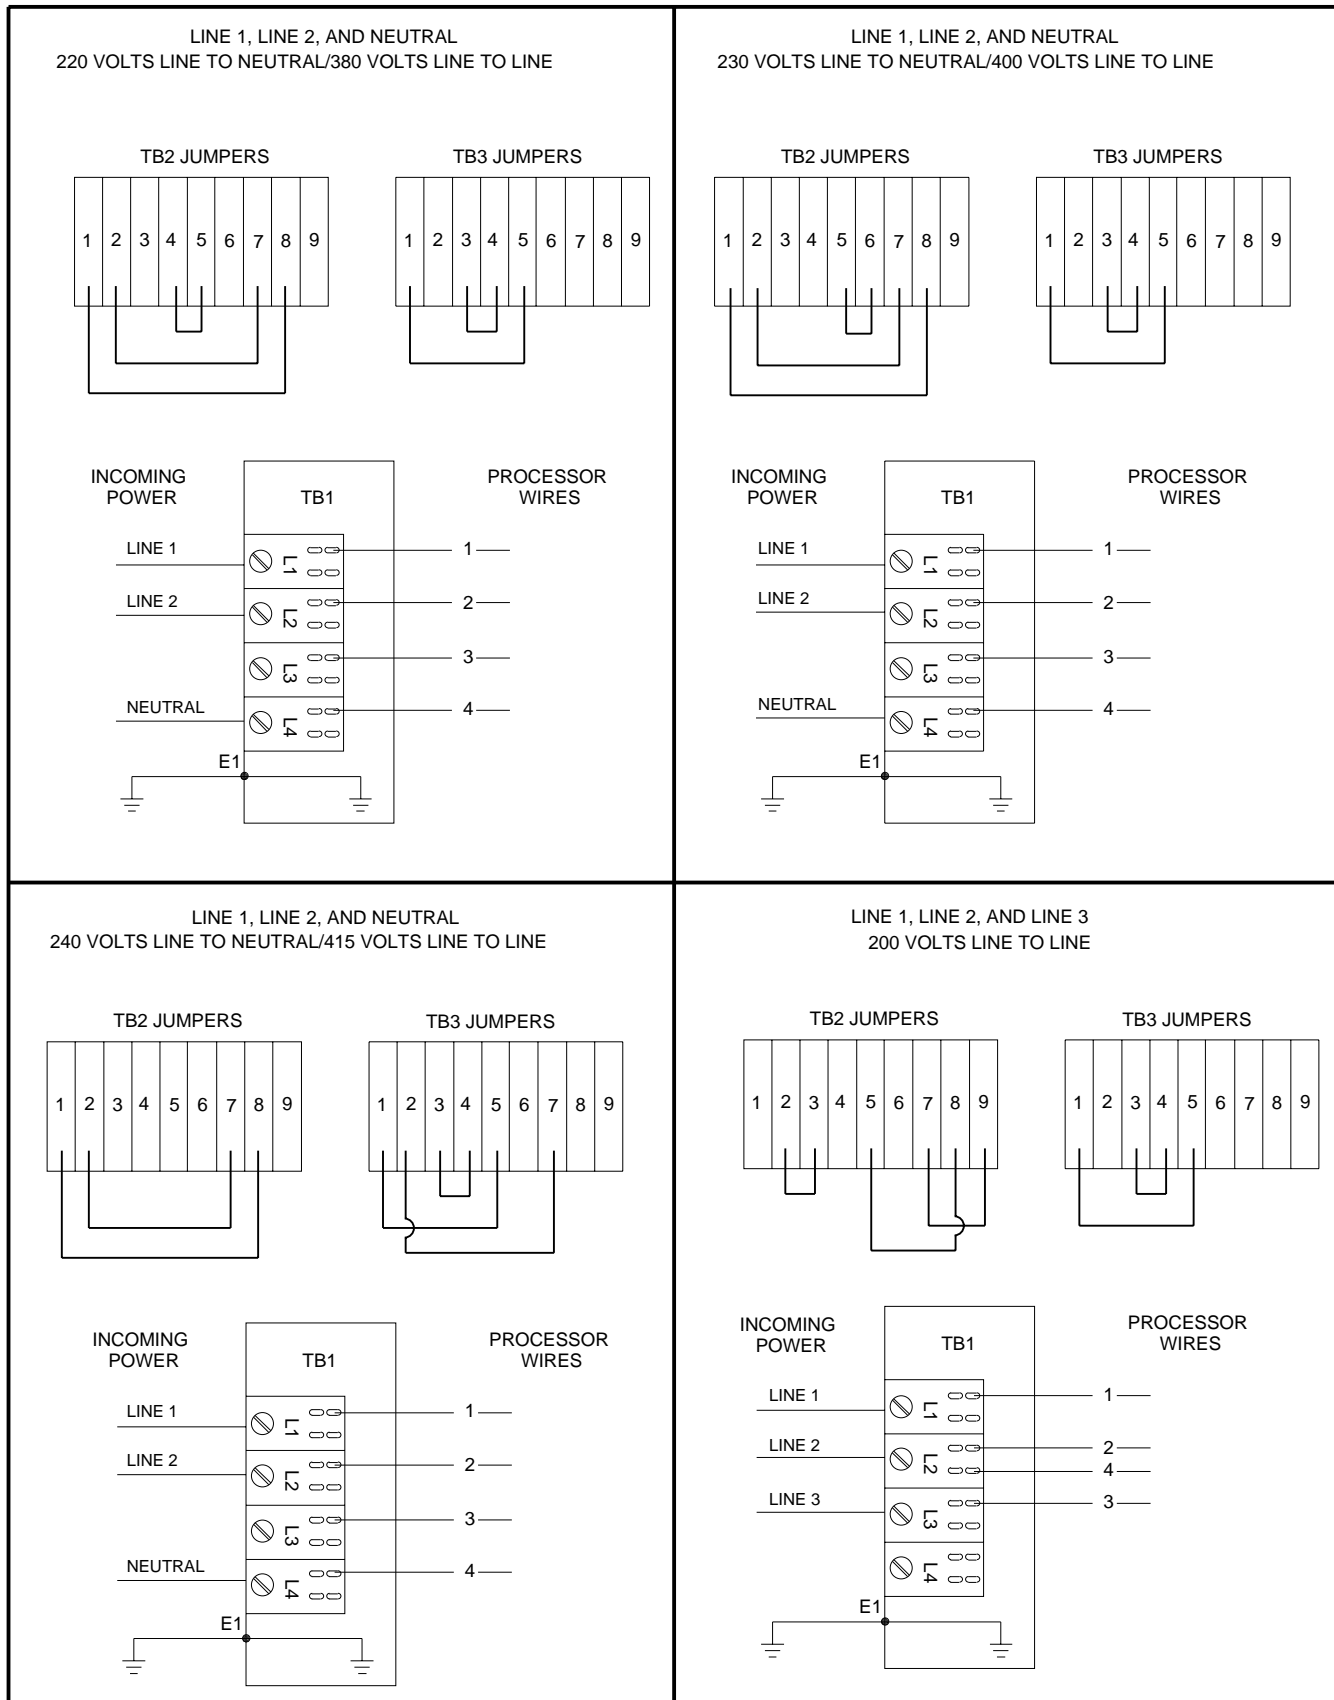 LINE 1, LINE 2, AND NEUTRAL
220 VOLTS LINE TO NEUTRAL/380 VOLTS LINE TO LINE
TB2 JUMPERS
TB3 JUMPERS
1 2 3 4 5 6 7 8 9
1 2 3 4 5 6 7 8 9
INCOMING
POWER
TB1
PROCESSOR
WIRES
LINE 1
L1
1
LINE 2
L2
2
L3
3
NEUTRAL
L4
4
E1
LINE 1, LINE 2, AND NEUTRAL
230 VOLTS LINE TO NEUTRAL/400 VOLTS LINE TO LINE
TB2 JUMPERS
TB3 JUMPERS
1 2 3 4 5 6 7 8 9
1 2 3 4 5 6 7 8 9
INCOMING
POWER
TB1
PROCESSOR
WIRES
LINE 1
L1
1
LINE 2
L2
2
L3
3
NEUTRAL
L4
4
E1
LINE 1, LINE 2, AND NEUTRAL
240 VOLTS LINE TO NEUTRAL/415 VOLTS LINE TO LINE
TB2 JUMPERS
TB3 JUMPERS
1 2 3 4 5 6 7 8 9
1 2 3 4 5 6 7 8 9
INCOMING
POWER
TB1
PROCESSOR
WIRES
LINE 1
L1
1
LINE 2
L2
2
L3
3
NEUTRAL
L4
4
E1
LINE 1, LINE 2, AND LINE 3
200 VOLTS LINE TO LINE
TB2 JUMPERS
TB3 JUMPERS
1 2 3 4 5 6 7 8 9
1 2 3 4 5 6 7 8 9
INCOMING
POWER
TB1
PROCESSOR
WIRES
LINE 1
L1
1
LINE 2
L2
2
4
LINE 3
L3
3
L4
E1